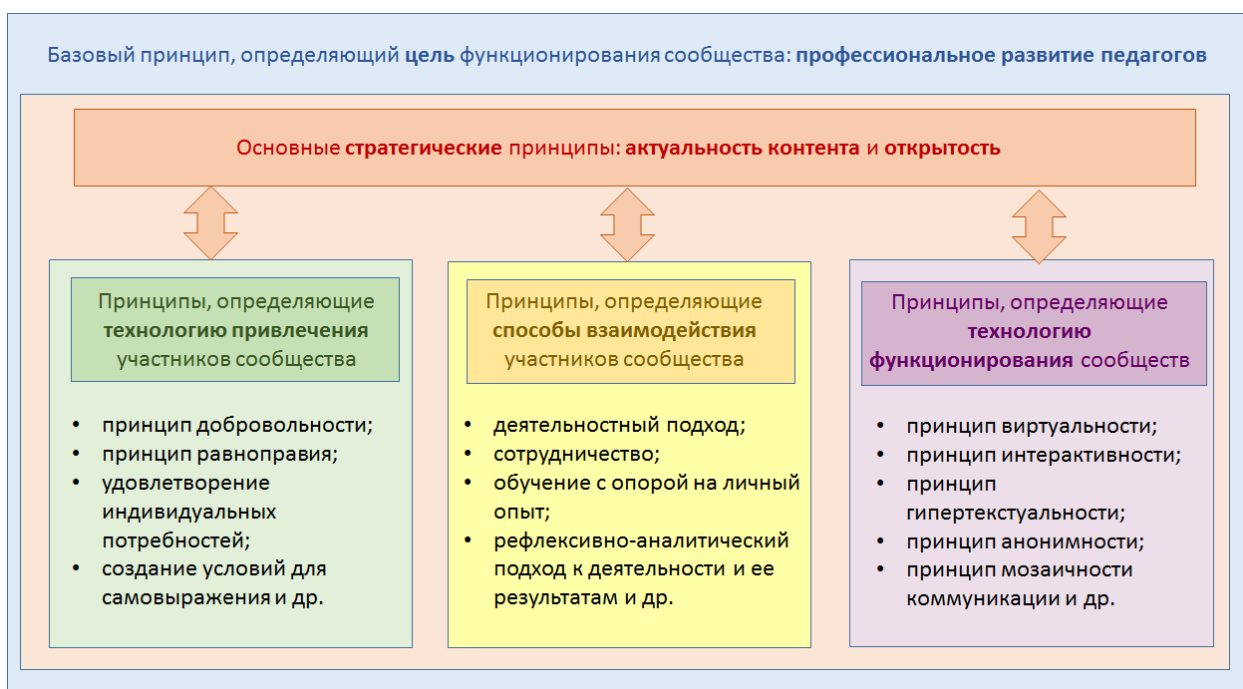 Базовый принцип, определяющий цель функционирования сообщества: профессиональное развитие педагогов
Основные стратегические принципы: актуальность контента и открытость
Принципы, определяющие
технологию привлечения
участников сообщества
• принцип добровольности;
• принцип равноправия;
• удовлетворение
индивидуальных
потребностей;
• создание условий для
самовыражения и др.
Принципы, определяющие
способы взаимодействия
участников сообщества
• деятельностный подход;
• сотрудничество;
• обучение с опорой на личный
опыт;
• рефлексивно-аналитический
подход к деятельности и ее
результатам и др.
Принципы, определяющие
технологию
функционирования сообществ
• принцип виртуальности;
• принцип интерактивности;
• принцип
гипертекстуальности;
• принцип анонимности;
• принцип мозаичности
коммуникации и др.